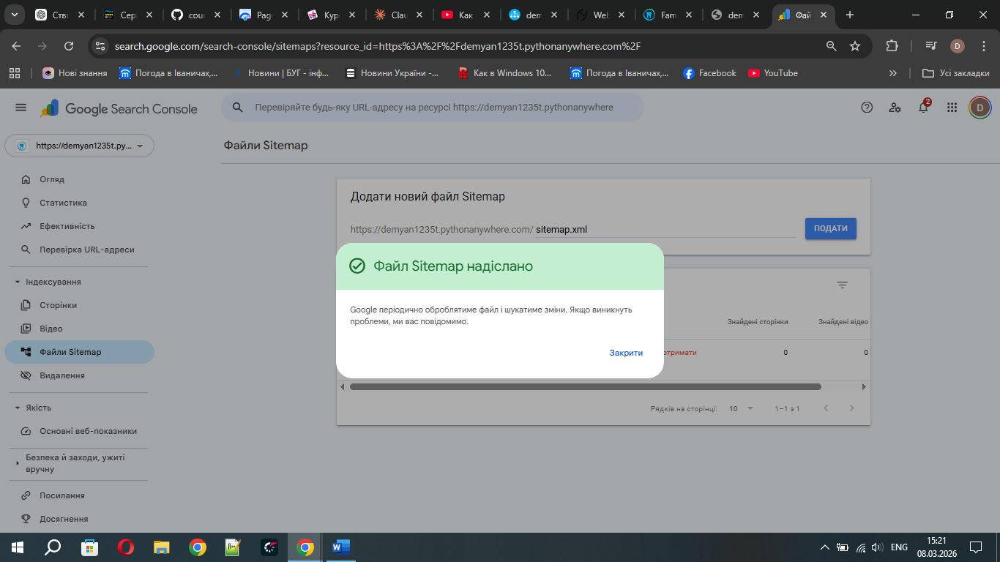 Ство
Сері
cour
Pag
Кур
Clau
Как
dem
Web
Fam
dem
Фай
search.google.com/search-console/sitemaps?resource_id=https%3A%2F%2Fdemyan1235t.pythonanywhere.com%2F
D
Нові знання
Погода в Іваничах,...
Новини | БУГ - інф...
Новини України -...
Как в Windows 10...
Погода в Іваничах,...
Facebook
YouTube
»
Усі закладки
Google Search Console
Перевіряйте будь-яку URL-адресу на ресурсі https://demyan1235t.pythonanywhere
2
D
https://demyan1235t.py...
Файли Sitemap
Огляд
Статистика
Ефективність
Перевірка URL-адреси
Індексування
Сторінки
Відео
Файли Sitemap
Видалення
Якість
Основні веб-показники
Безпека й заходи, ужиті
вручну
Посилання
Досягнення
Додати новий файл Sitemap
https://demyan1235t.pythonanywhere.com/ sitemap.xml
ПОДАТИ
Файл Sitemap надіслано
Google періодично оброблятиме файл і шукатиме зміни. Якщо виникнуть
проблеми, ми вас повідомимо.
Закрити
Знайдені сторінки
Знайдені відео
отримати
0
0
Рядків на сторінці:
10
1–1 з 1
ENG
15:21
08.03.2026